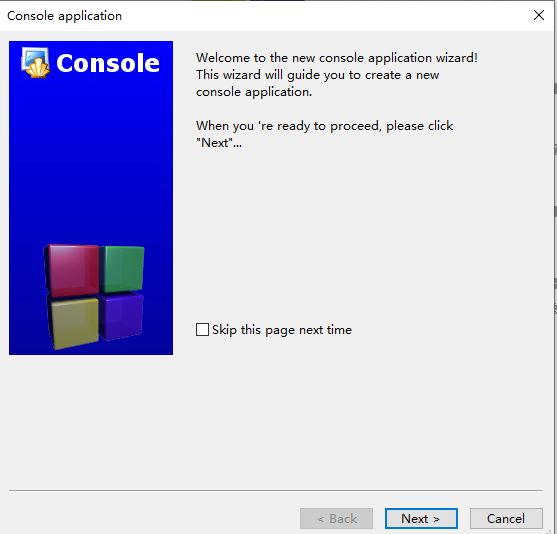 Console application
Console
Welcome to the new console application wizard!
This wizard will guide you to create a new
console application.
When you 're ready to proceed, please click
"Next"...
Skip this page next time
< Back
Next >
Cancel